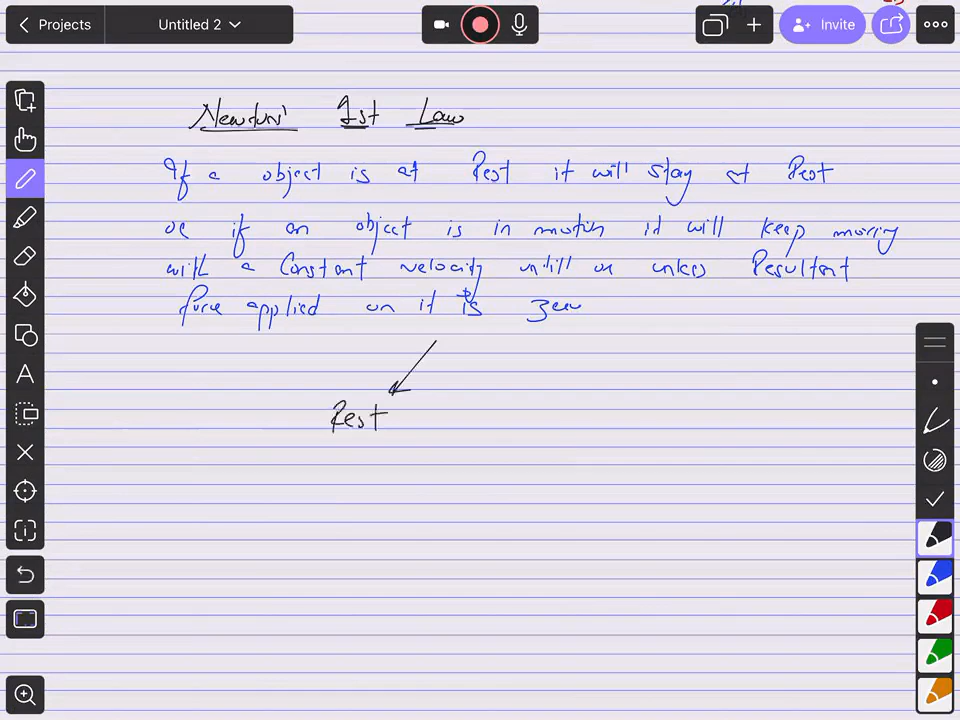 Projects
Untitled 2
Invite
Newtons' 1st Law
If a object is at Rest it will stay at Rest
or if an object is in motion it will keep moving
with a Constant velocity untill or unless Resultant
force applied on it is zero
Rest